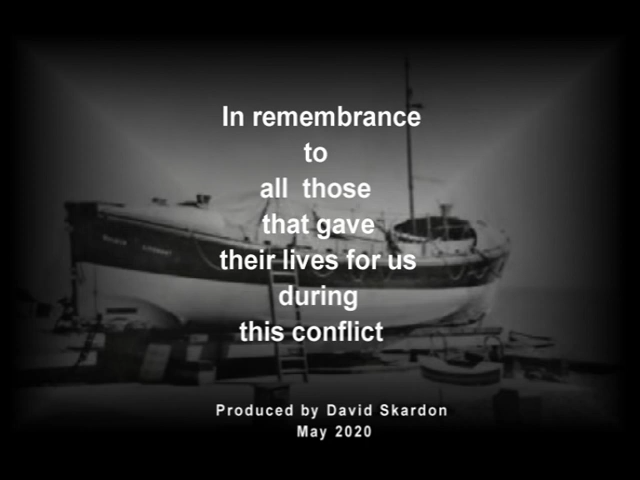 In remembrance
to
all those
that gave
their lives for us
during
this conflict
Produced by David Skardon
May 2020